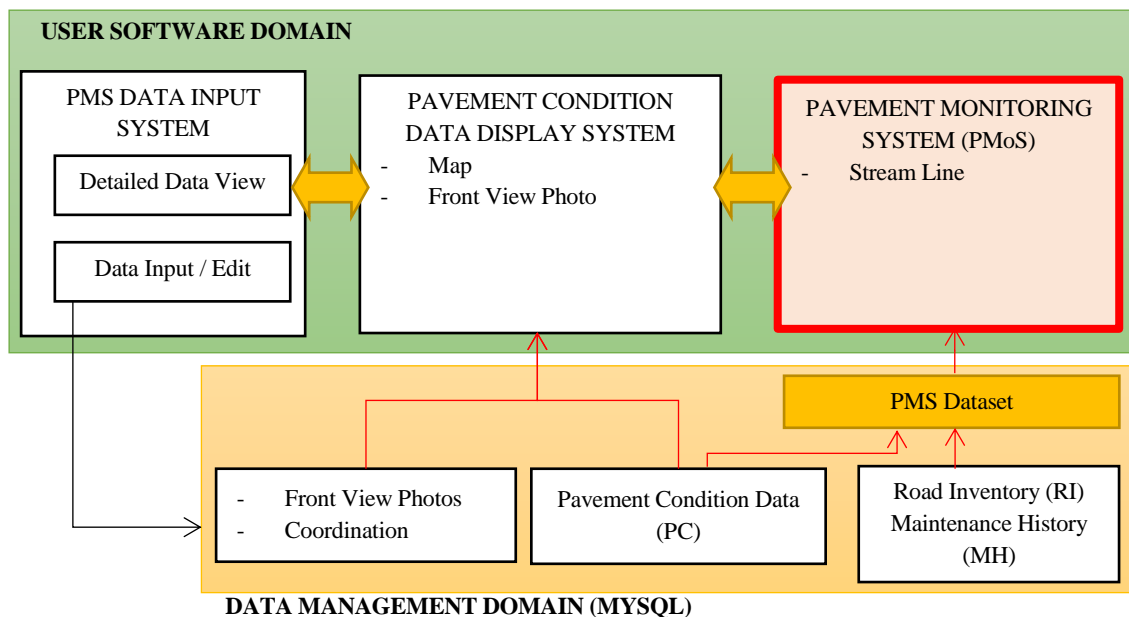 USER SOFTWARE DOMAIN
PMS DATA INPUT
SYSTEM
Detailed Data View
Data Input / Edit
PAVEMENT CONDITION
DATA DISPLAY SYSTEM
- Map
- Front View Photo
PAVEMENT MONITORING
SYSTEM (PMoS)
- Stream Line
PMS Dataset
- Front View Photos
- Coordination
Pavement Condition Data
(PC)
Road Inventory (RI)
Maintenance History
(MH)
DATA MANAGEMENT DOMAIN (MYSQL)